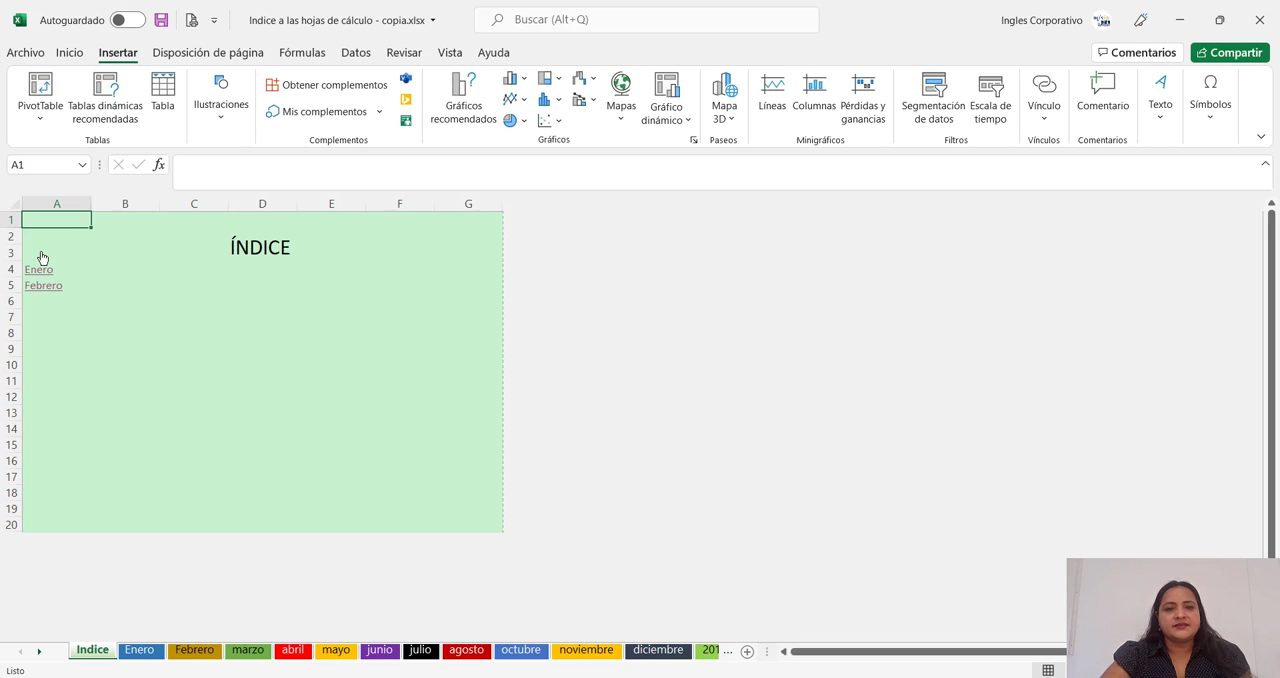 Autoguardado
Indice a las hojas de cálculo - copia.xlsx
Buscar (Alt+Q)
Ingles Corporativo
Archivo Inicio Insertar Disposición de página Fórmulas Datos Revisar Vista Ayuda
Comentarios Compartir
PivotTable
Tablas dinámicas
recomendadas
Tabla
Tablas
Ilustraciones
Obtener complementos
Mis complementos
Complementos
Gráficos
recomendados
Mapas
Gráfico
dinámico
Gráficos
Mapa
3D
Paseos
Líneas
Columnas
Pérdidas y
ganancias
Minigráficos
Segmentación
de datos
Escala de
tiempo
Filtros
Vínculo
Vínculos
Comentario
Comentarios
Texto
Símbolos
A1
fx
A B C D E F G
1
2
ÍNDICE
3
4 Enero
5 Febrero
6
7
8
9
10
11
12
13
14
15
16
17
18
19
20
Indice Enero Febrero marzo abril mayo junio julio agosto octubre noviembre diciembre 201 ...
Listo